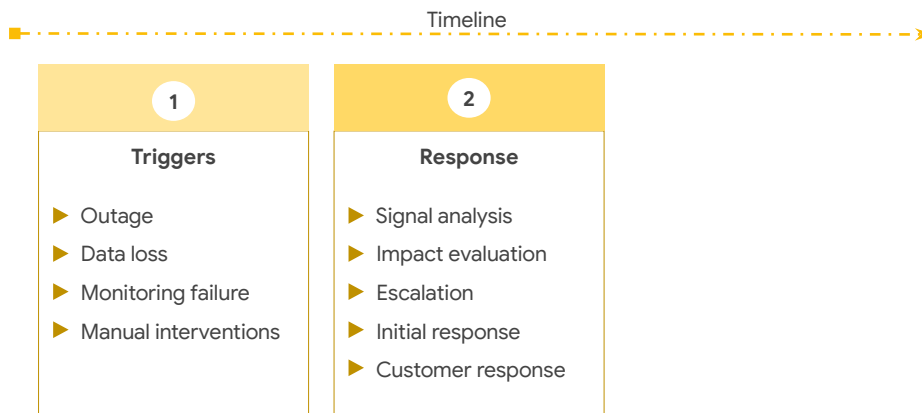 Timeline
1
Triggers
Outage
Data loss
Monitoring failure
Manual interventions
2
Response
Signal analysis
Impact evaluation
Escalation
Initial response
Customer response